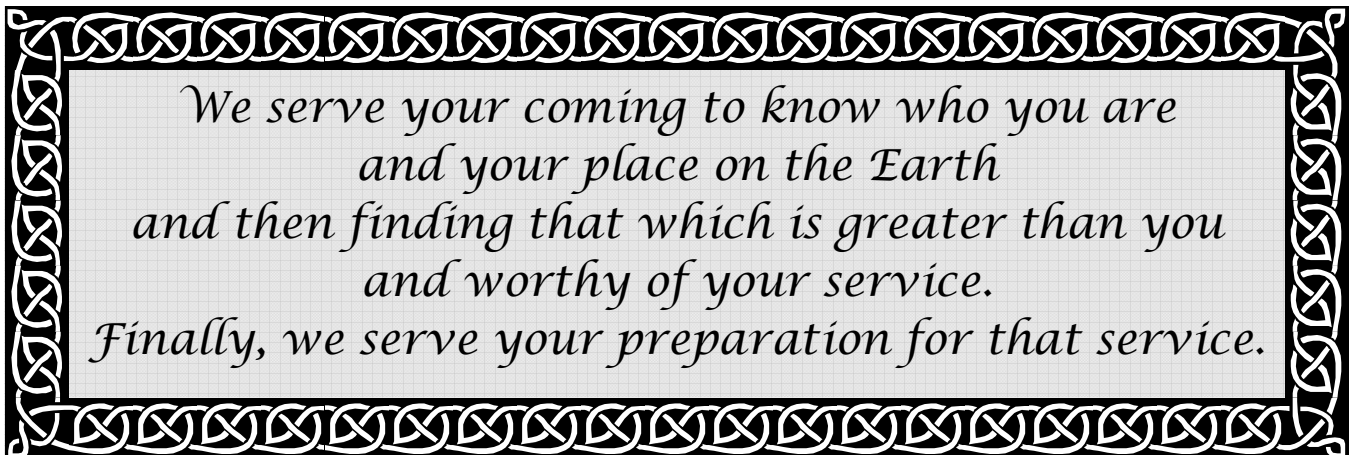 We serve your coming to know who you are
and your place on the Earth
and then finding that which is greater than you
and worthy of your service.
Finally, we serve your preparation for that service.